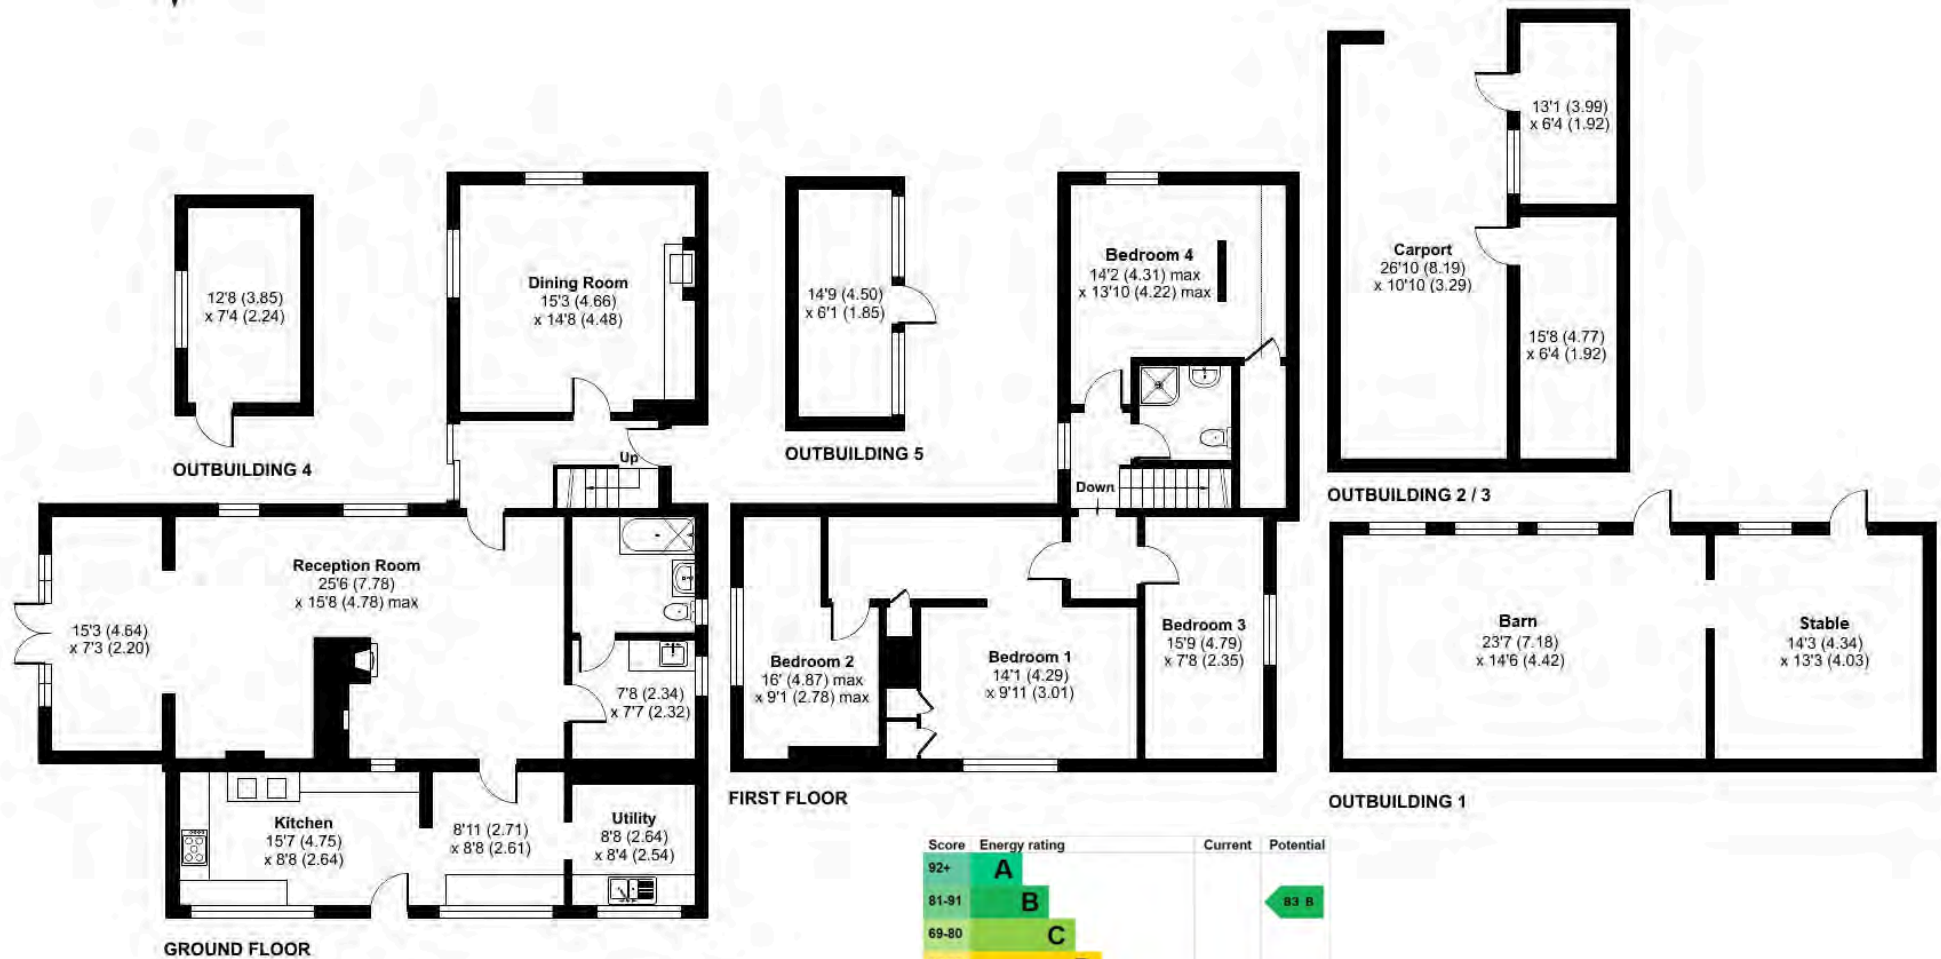 13'1 (3.99)
x 6'4 (1.92)
Carport
26'10 (8.19)
x 10'10 (3.29)
15'8 (4.77)
x 6'4 (1.92)
OUTBUILDING 2 / 3
12'8 (3.85)
x 7'4 (2.24)
OUTBUILDING 4
Dining Room
15'3 (4.66)
x 14'8 (4.48)
Up
14'9 (4.50)
x 6'1 (1.85)
OUTBUILDING 5
Bedroom 4
14'2 (4.31) max
x 13'10 (4.22) max
Down
Reception Room
25'6 (7.78)
x 15'8 (4.78) max
15'3 (4.64)
x 7'3 (2.20)
7'8 (2.34)
x 7'7 (2.32)
Kitchen
15'7 (4.75)
x 8'8 (2.64)
8'11 (2.71)
x 8'8 (2.61)
Utility
8'8 (2.64)
x 8'4 (2.54)
GROUND FLOOR
Bedroom 2
16' (4.87) max
x 9'1 (2.78) max
Bedroom 1
14'1 (4.29)
x 9'11 (3.01)
Bedroom 3
15'9 (4.79)
x 7'8 (2.35)
FIRST FLOOR
Barn
23'7 (7.18)
x 14'6 (4.42)
Stable
14'3 (4.34)
x 13'3 (4.03)
OUTBUILDING 1
Score Energy rating Current Potential
92+ A
81-91 B 83 B
69-80 C